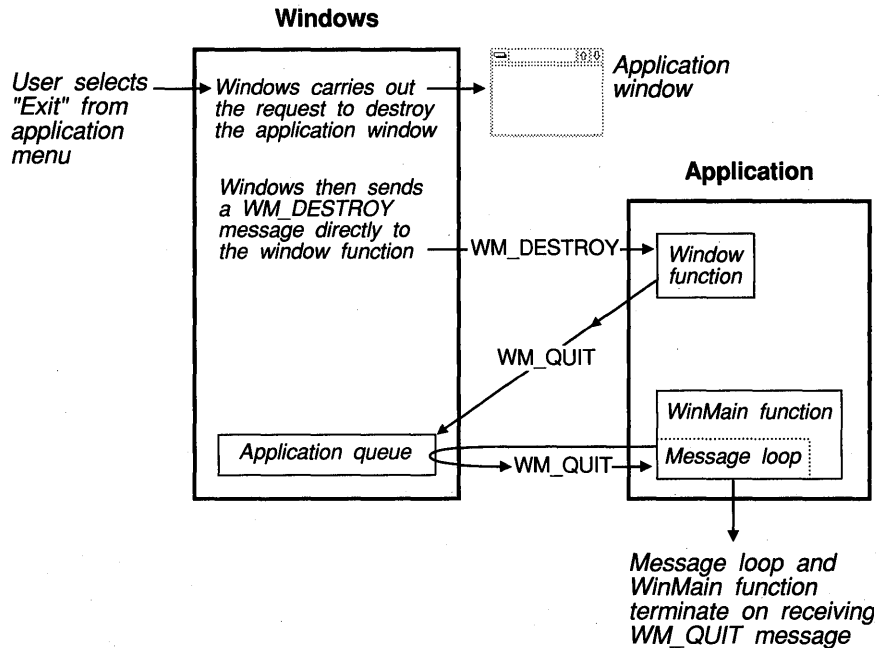 Windows
User selects
"Exit" from
application
menu
Windows carries out
the request to destroy
the application window
Application
window
Application
Windows then sends
a WM_DESTROY
message directly to
the window function
WM_DESTROY
Window
function
WM_QUIT
WinMain function
Application queue
WM_QUIT
Message loop
Message loop and
WinMain function
terminate on receiving
WM_QUIT message